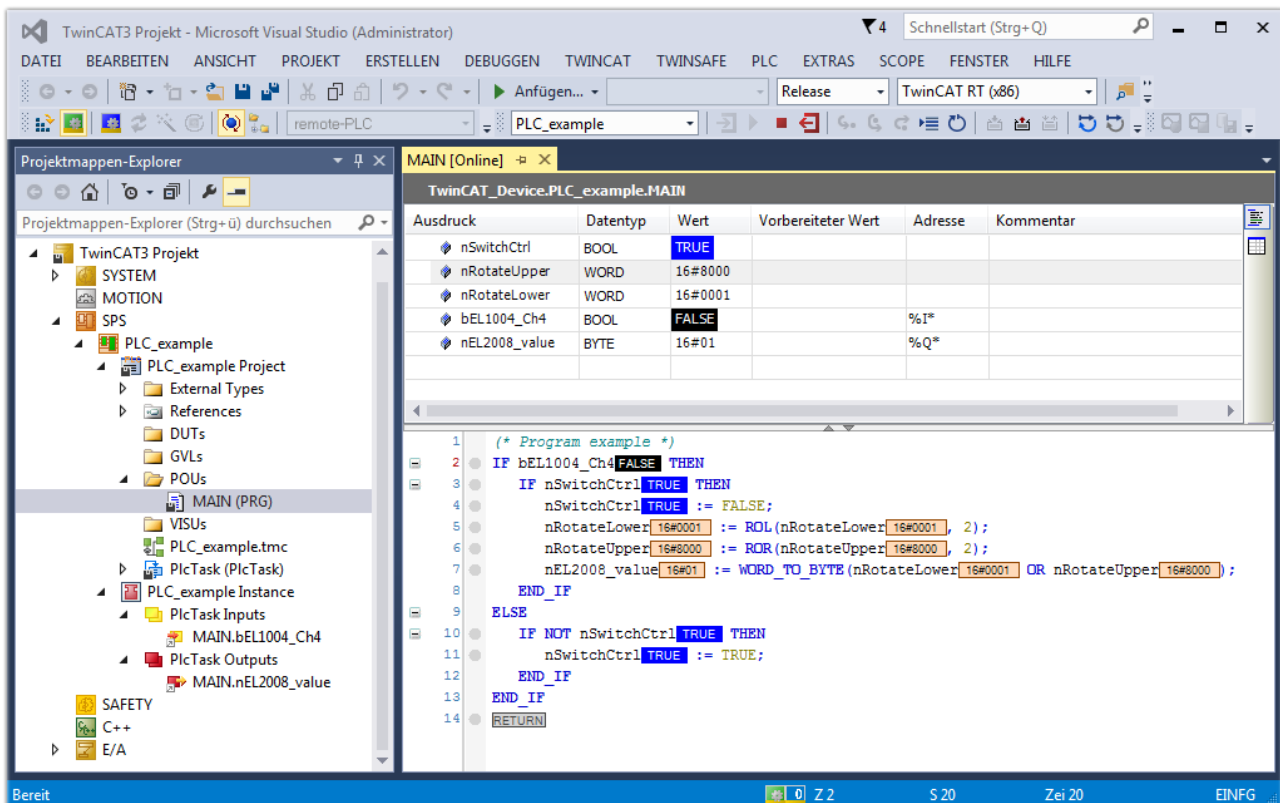 TwinCAT3 Projekt - Microsoft Visual Studio (Administrator)
4
Schnellstart (Strg+Q)
DATEI BEARBEITEN ANSICHT PROJEKT ERSTELLEN DEBUGGEN TWINCAT TWINSAFE PLC EXTRAS SCOPE FENSTER HILFE
Anfügen... Release TwinCAT RT (x86)
remote-PLC PLC_example
Projektmappen-Explorer
Projektmappen-Explorer (Strg+ü) durchsuchen
TwinCAT3 Projekt
SYSTEM
MOTION
SPS
PLC_example
PLC_example Project
External Types
References
DUTs
GVLs
POUs
MAIN (PRG)
VISUs
PLC_example.tmc
PlcTask (PlcTask)
PLC_example Instance
PlcTask Inputs
MAIN.bEL1004_Ch4
PlcTask Outputs
MAIN.nEL2008_value
SAFETY
C++
E/A
MAIN [Online]
TwinCAT_Device.PLC_example.MAIN
Ausdruck Datentyp Wert Vorbereiteter Wert Adresse Kommentar
nSwitchCtrl BOOL TRUE
nRotateUpper WORD 16#8000
nRotateLower WORD 16#0001
bEL1004_Ch4 BOOL FALSE %I*
nEL2008_value BYTE 16#01 %Q*
1 (* Program example *)
2 IF bEL1004_Ch4 FALSE THEN
3 IF nSwitchCtrl TRUE THEN
4 nSwitchCtrl TRUE := FALSE;
5 nRotateLower 16#0001 := ROL(nRotateLower 16#0001 , 2);
6 nRotateUpper 16#8000 := ROR(nRotateUpper 16#8000 , 2);
7 nEL2008_value 16#01 := WORD_TO_BYTE(nRotateLower 16#0001 OR nRotateUpper 16#8000 );
8 END_IF
9 ELSE
10 IF NOT nSwitchCtrl TRUE THEN
11 nSwitchCtrl TRUE := TRUE;
12 END_IF
13 END_IF
14 RETURN
Bereit 0 Z 2 S 20 Zei 20 EINFG